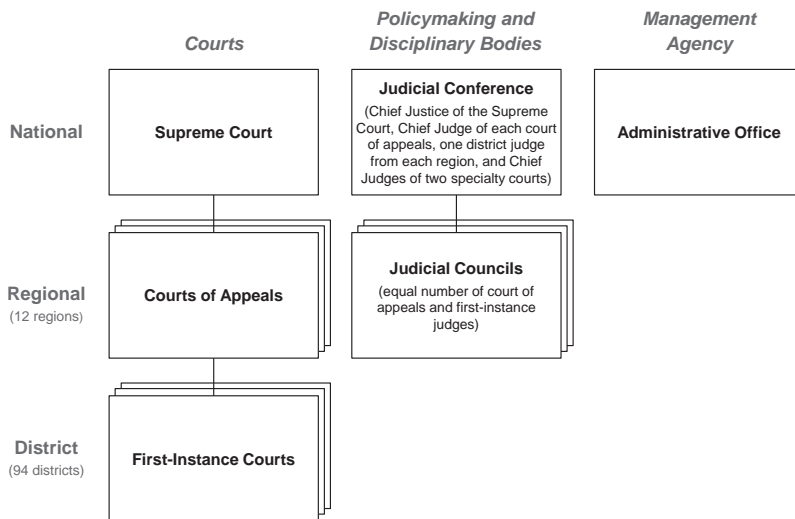 Courts
Policymaking and
Disciplinary Bodies
Management
Agency
National
Supreme Court
Judicial Conference
(Chief Justice of the Supreme
Court, Chief Judge of each court
of appeals, one district judge
from each region, and Chief
Judges of two specialty courts)
Administrative Office
Regional
(12 regions)
Courts of Appeals
Judicial Councils
(equal number of court of
appeals and first-instance
judges)
District
(94 districts)
First-Instance Courts